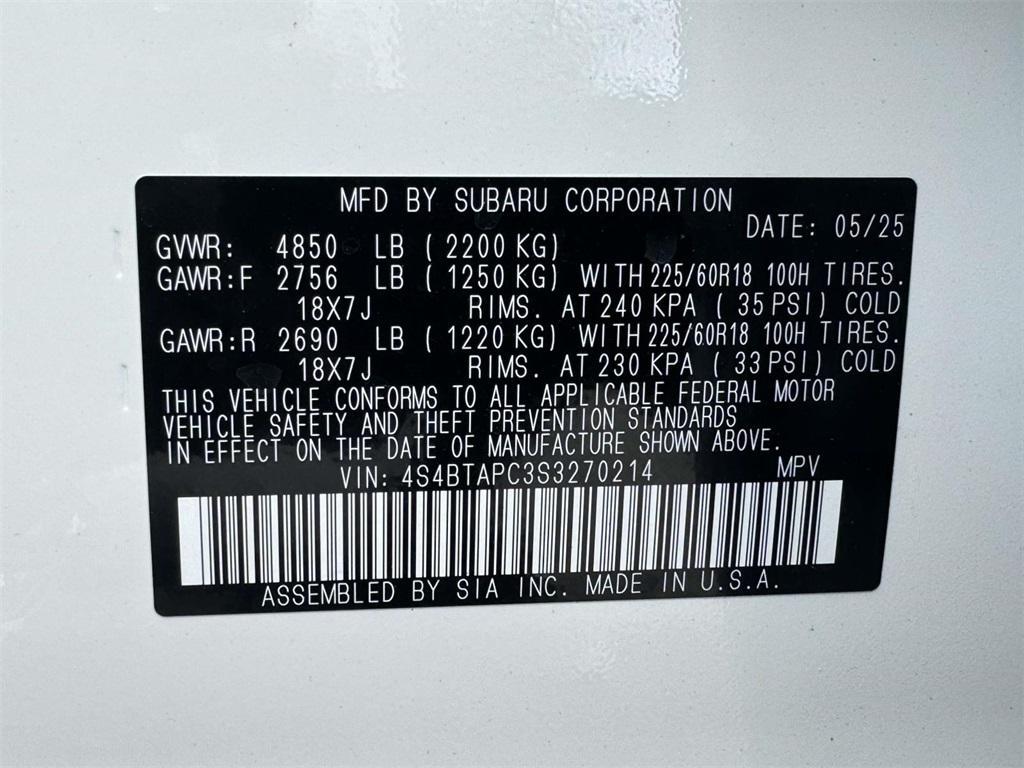 MFD BY SUBARU CORPORATION
DATE: 05/25
GVWR: 4850 LB ( 2200 KG)
GAWR:F 2756 LB ( 1250 KG) WITH 225/60R18 100H TIRES.
18X7J RIMS. AT 240 KPA ( 35 PSI) COLD
GAWR:R 2690 LB ( 1220 KG) WITH 225/60R18 100H TIRES.
18X7J RIMS. AT 230 KPA ( 33 PSI) COLD
THIS VEHICLE CONFORMS TO ALL APPLICABLE FEDERAL MOTOR
VEHICLE SAFETY AND THEFT PREVENTION STANDARDS
IN EFFECT ON THE DATE OF MANUFACTURE SHOWN ABOVE.
VIN: 4S4BTAPC3S3270214 MPV
ASSEMBLED BY SIA INC. MADE IN U.S.A.